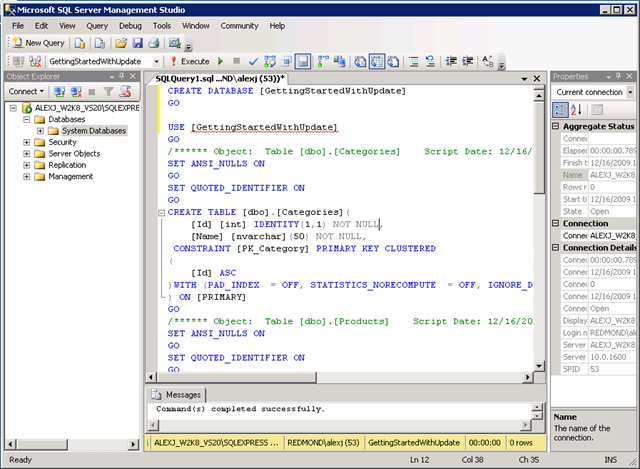 Microsoft SQL Server Management Studio
File Edit View Query Debug Tools Window Community Help
New Query
GettingStartedWithUpdate Execute
Object Explorer
Connect
ALEXJ_W2K8_VS20\SQLEXPRE
Databases
System Databases
Security
Server Objects
Replication
Management
SQLQuery1.sql ...ND\alexj (53))*
CREATE DATABASE [GettingStartedWithUpdate]
GO
USE [GettingStartedWithUpdate]
GO
/****** Object:  Table [dbo].[Categories]    Script Date: 12/16/
SET ANSI_NULLS ON
GO
SET QUOTED_IDENTIFIER ON
GO
CREATE TABLE [dbo].[Categories](
[Id] [int] IDENTITY(1,1) NOT NULL,
[Name] [nvarchar](50) NOT NULL,
CONSTRAINT [PK_Category] PRIMARY KEY CLUSTERED
(
[Id] ASC
)WITH (PAD_INDEX  = OFF, STATISTICS_NORECOMPUTE  = OFF, IGNORE_D
) ON [PRIMARY]
GO
/****** Object:  Table [dbo].[Products]    Script Date: 12/16/20
SET ANSI_NULLS ON
GO
SET QUOTED_IDENTIFIER ON
GO
Messages
Command(s) completed successfully.
ALEXJ_W2K8_VS20\SQLEXPRESS ... REDMOND\alexj (53) GettingStartedWithUpdate 00:00:00 0 rows
Properties
Current connection
Aggregate Status
Connec
Elapse 00:00:00.789
Finish t 12/16/2009 1
Name ALEXJ_W2K8_
Rows r 0
Start ti 12/16/2009 1
State Open
Connection
Connec ALEXJ_W2K8_
Connection Details
Connec 00:00:00.789
Connec 12/16/2009 1
Connec 0
Connec 12/16/2009 1
Connec Open
Display ALEXJ_W2K8_
Login n REDMOND\ale
Server ALEXJ_W2K8_
Server 10.0.1600
SPID 53
Name
The name of the connection.
Ready Ln 12 Col 38 Ch 35 INS